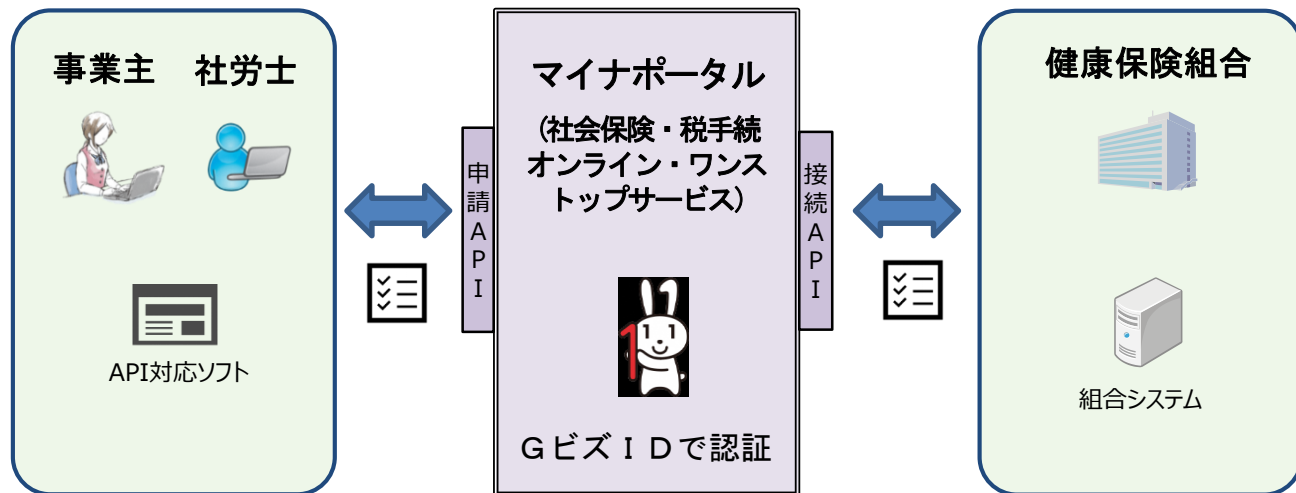 事業主 社労士
API対応ソフト
申請API
マイナポータル
(社会保険・税手続
オンライン・ワンス
トップサービス)
1
GビズIDで認証
接続API
健康保険組合
組合システム